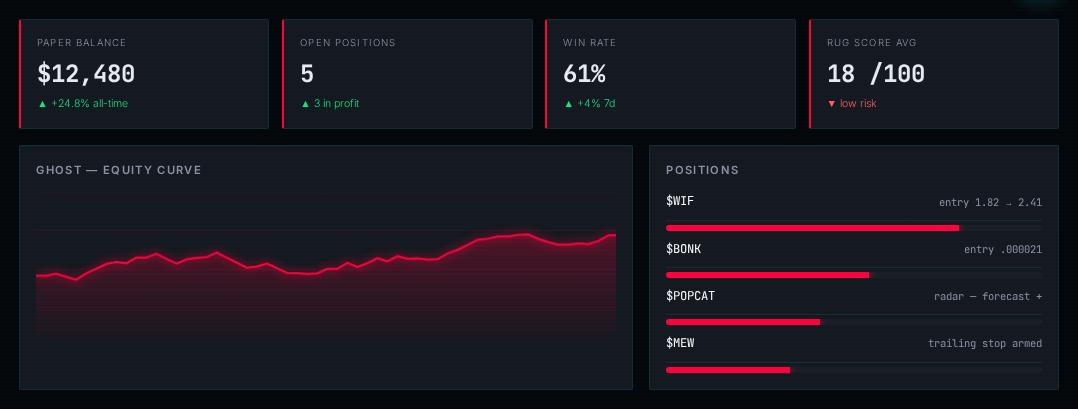 PAPER BALANCE
$12,480
▲ +24.8% all-time
OPEN POSITIONS
5
▲ 3 in profit
WIN RATE
61%
▲ +4% 7d
RUG SCORE AVG
18 /100
▼ low risk
GHOST — EQUITY CURVE
POSITIONS
$WIF
entry 1.82 → 2.41
$BONK
entry .000021
$POPCAT
radar — forecast +
$MEW
trailing stop armed